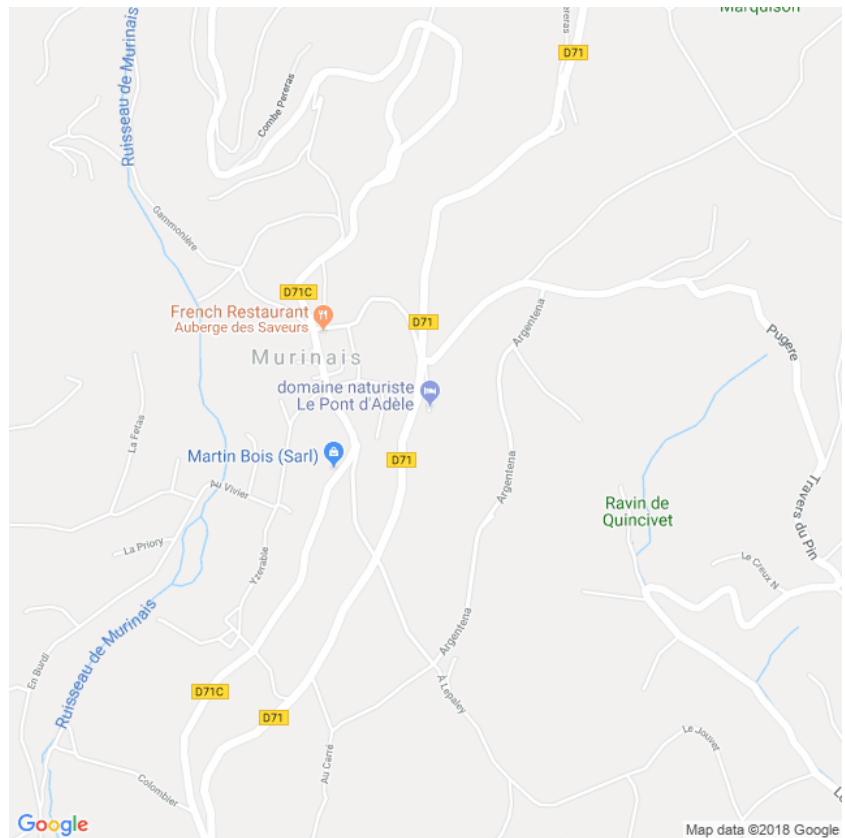 Marquison
Ruisseau de Murinais
Combe Pereras
Pereras
D71
Gammonière
D71C
French Restaurant
Auberge des Saveurs
D71
Argentena
Pugere
Murinais
domaine naturiste
Le Pont d'Adèle
La Fetaa
Martin Bois (Sarl)
D71
Au Vivier
Argentena
Ravin de
Quincivet
Travers du Pin
La Priory
Yzerable
Le Creux N
Ruisseau de Murinais
Argentena
En Burdi
D71C
D71
À Lepaley
Le Jouvet
Au Carré
Colombier
Google
Map data ©2018 Google